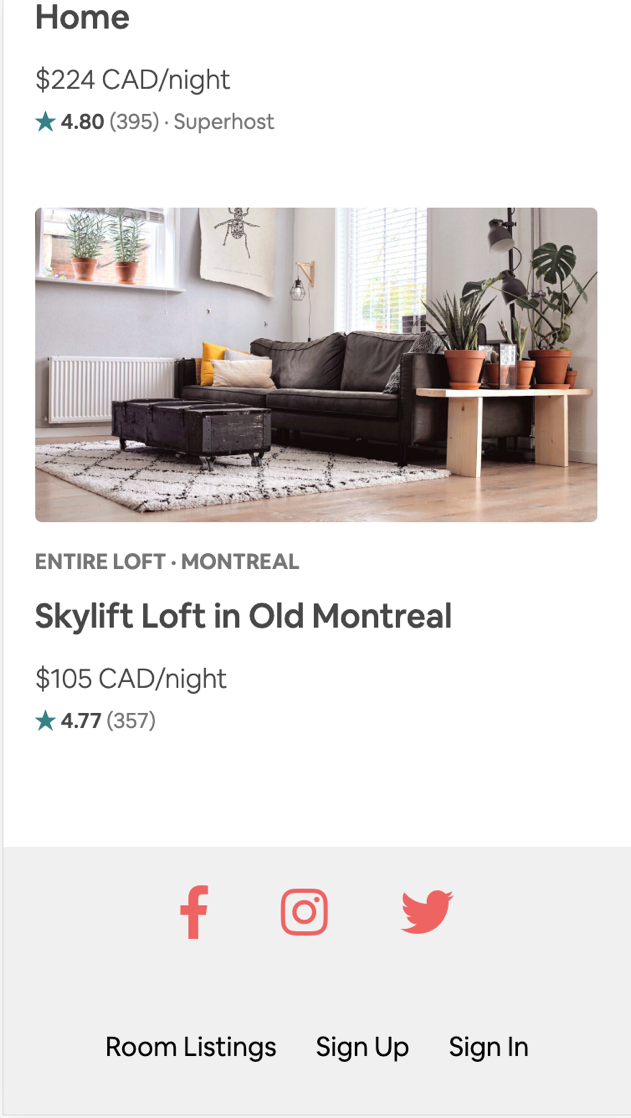 Home
$224 CAD/night
★ 4.80 (395) · Superhost
ENTIRE LOFT · MONTREAL
Skylift Loft in Old Montreal
$105 CAD/night
★ 4.77 (357)
Room Listings Sign Up Sign In